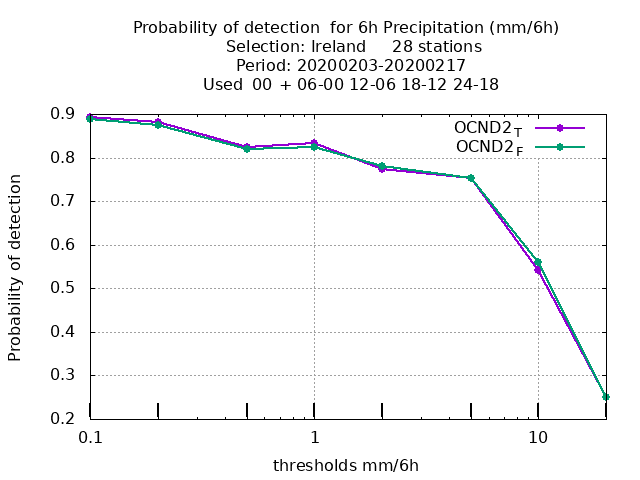 Probability of detection  for 6h Precipitation (mm/6h)
Selection: Ireland     28 stations
Period: 20200203-20200217
Used  00  + 06-00 12-06 18-12 24-18
OCND2T
OCND2F
0.9
0.8
0.7
0.6
0.5
0.4
0.3
0.2
Probability of detection
0.1 1 10
thresholds mm/6h